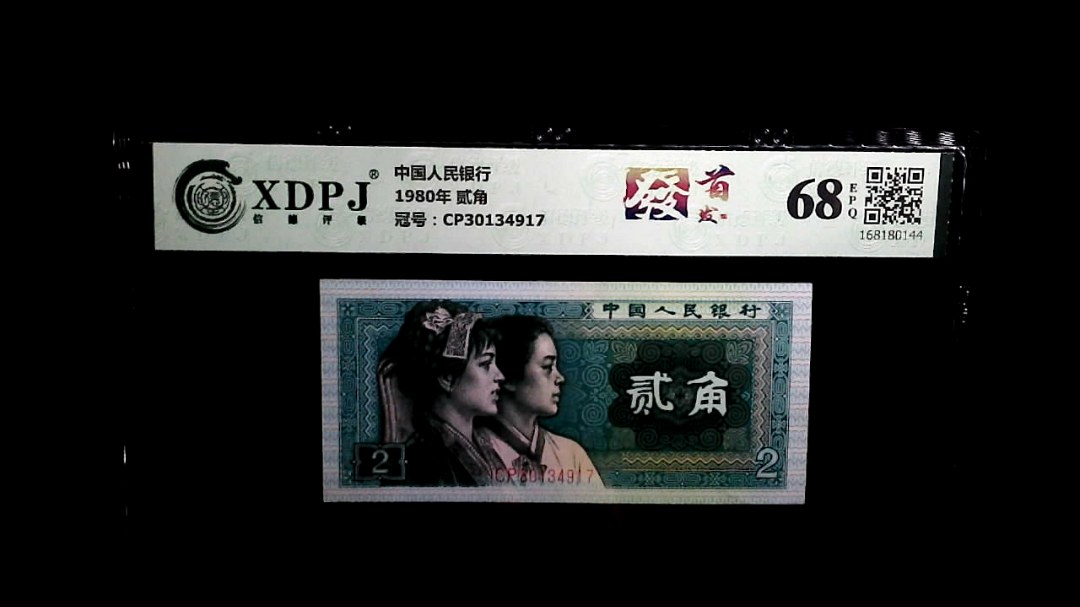 XDPJ®
信德评级
中国人民银行
1980年 贰角
冠号：CP30134917
發 首发
68 EPQ
168180144
中国人民银行
贰角
2
CP30134917
2